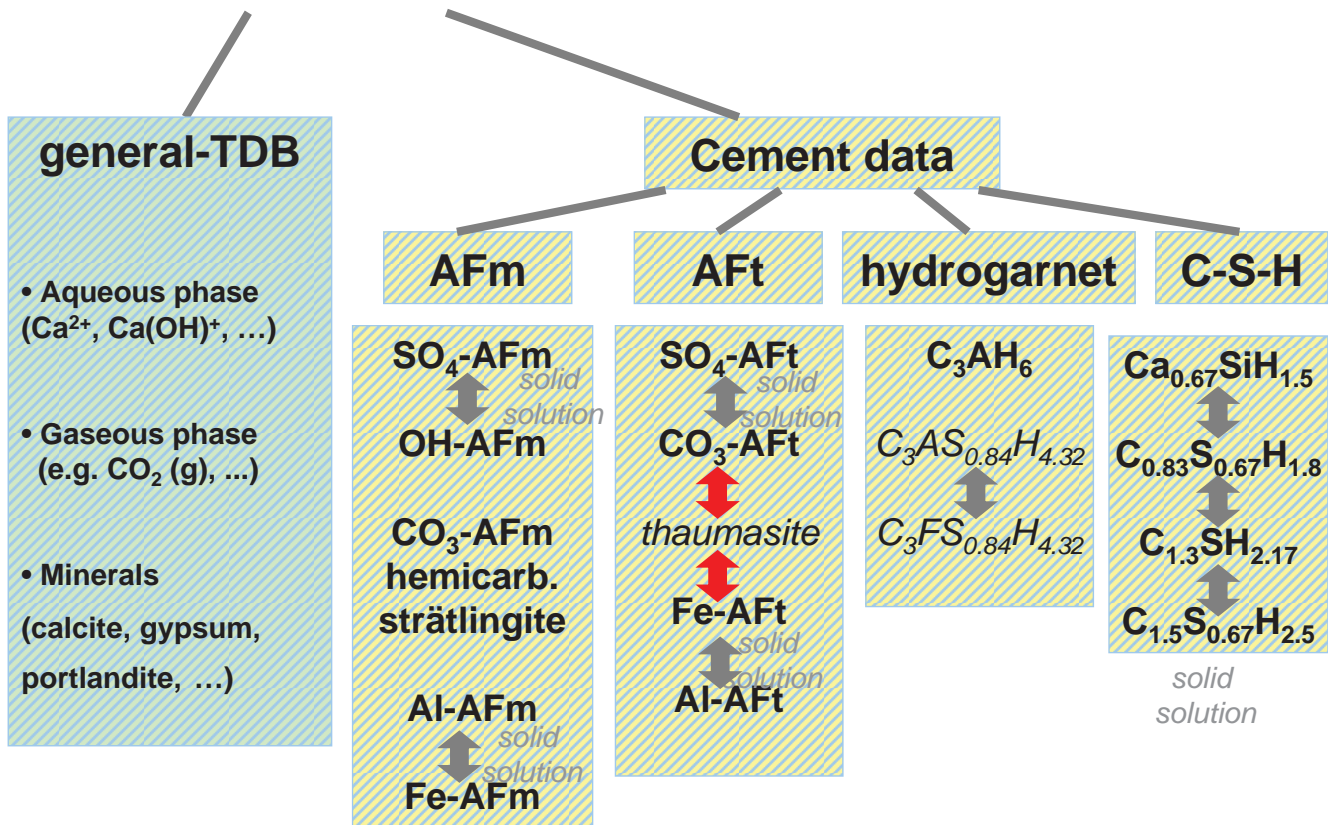 general-TDB
• Aqueous phase
(Ca²⁺, Ca(OH)⁺, …)
• Gaseous phase
(e.g. CO₂ (g), ...)
• Minerals
(calcite, gypsum,
portlandite, …)
Cement data
AFm
SO₄-AFm
solid
solution
OH-AFm
CO₃-AFm
hemicarb.
strätlingite
Al-AFm
solid
solution
Fe-AFm
AFt
SO₄-AFt
solid
solution
CO₃-AFt
thaumasite
Fe-AFt
solid
solution
Al-AFt
hydrogarnet
C₃AH₆
C₃AS₀.₈₄H₄.₃₂
C₃FS₀.₈₄H₄.₃₂
C-S-H
Ca₀.₆₇SiH₁.₅
C₀.₈₃S₀.₆₇H₁.₈
C₁.₃SH₂.₁₇
C₁.₅S₀.₆₇H₂.₅
solid
solution